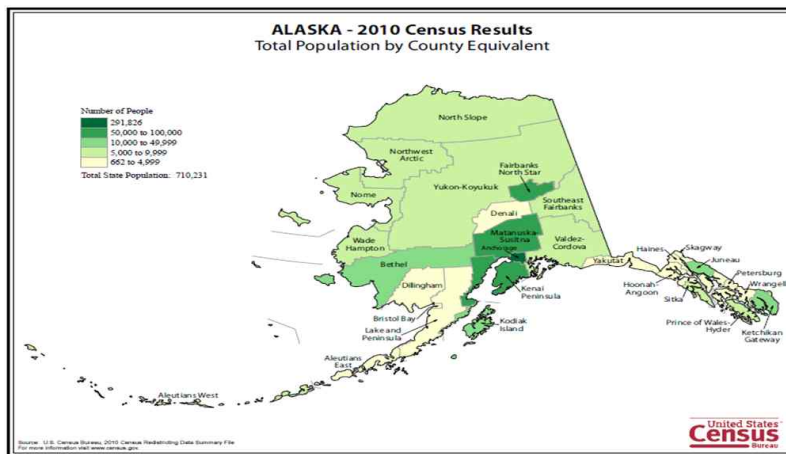 ALASKA - 2010 Census Results
Total Population by County Equivalent
Number of People
291,826
50,000 to 100,000
10,000 to 49,999
5,000 to 9,999
662 to 4,999
Total State Population: 710,231
North Slope
Northwest
Arctic
Fairbanks
North Star
Yukon-Koyukuk
Nome
Southeast
Fairbanks
Denali
Matanuska-
Susitna
Anchorage
Valdez-
Cordova
Wade
Hampton
Bethel
Dillingham
Kenai
Peninsula
Bristol Bay
Lake and
Peninsula
Kodiak
Island
Aleutians
East
Aleutians West
Yakutat
Haines
Skagway
Juneau
Hoonah-
Angoon
Petersburg
Wrangell
Sitka
Prince of Wales-
Hyder
Ketchikan
Gateway
Source: U.S. Census Bureau, 2010 Census Redistricting Data Summary File
For more information visit www.census.gov.
United States
Census
Bureau